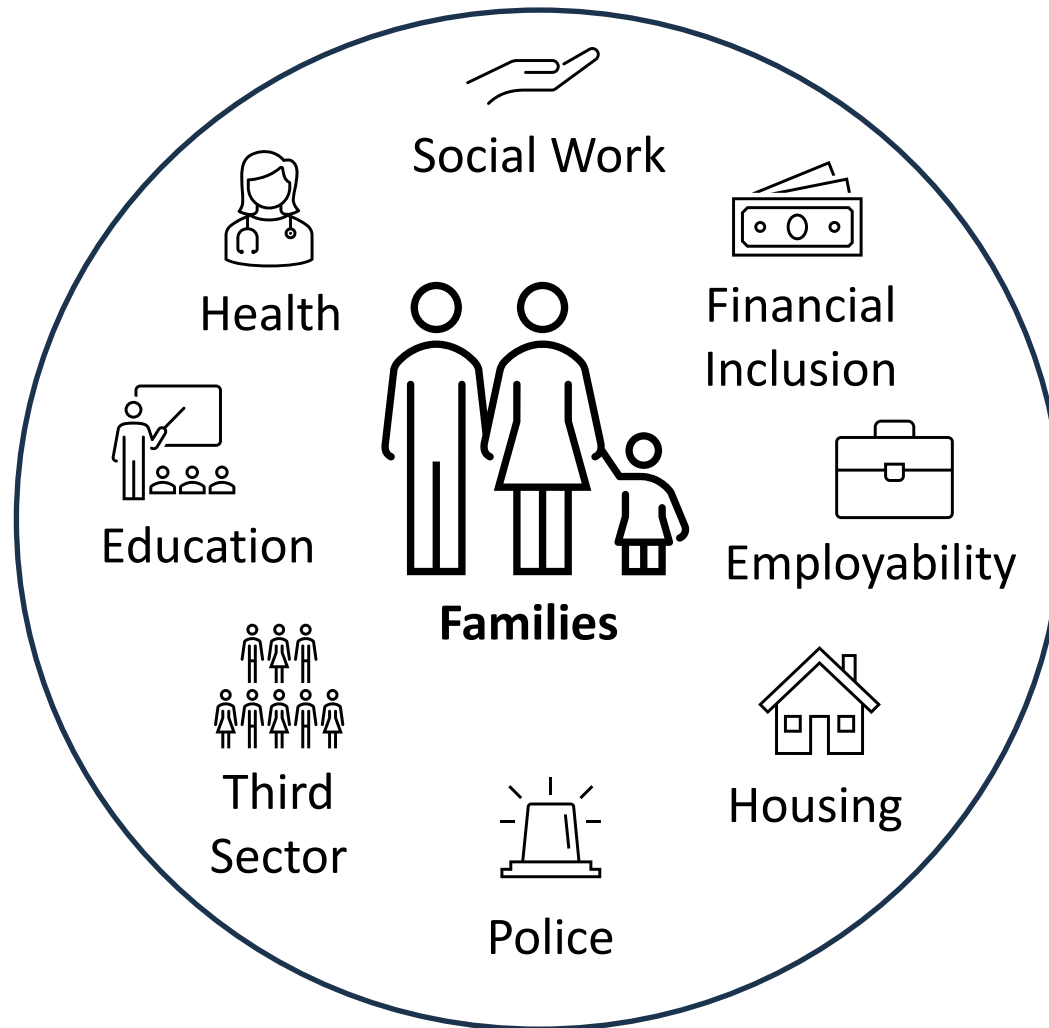 Social Work
Health
Financial
Inclusion
Education
Employability
Families
Third
Sector
Housing
Police